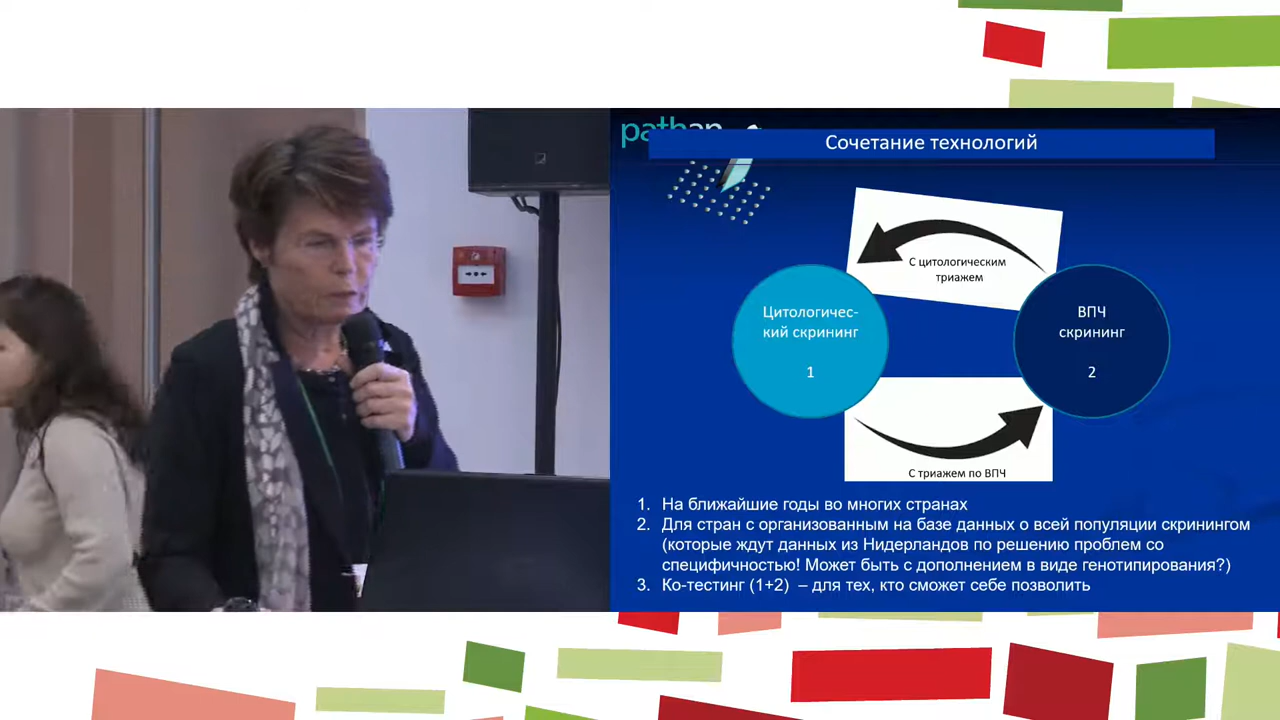 Сочетание технологий
С цитологическим
триажем
Цитологичес-
кий скрининг
1
ВПЧ
скрининг
2
С триажем по ВПЧ
1. На ближайшие годы во многих странах
2. Для стран с организованным на базе данных о всей популяции скринингом
(которые ждут данных из Нидерландов по решению проблем со
специфичностью! Может быть с дополнением в виде генотипирования?)
3. Ко-тестинг (1+2) – для тех, кто сможет себе позволить